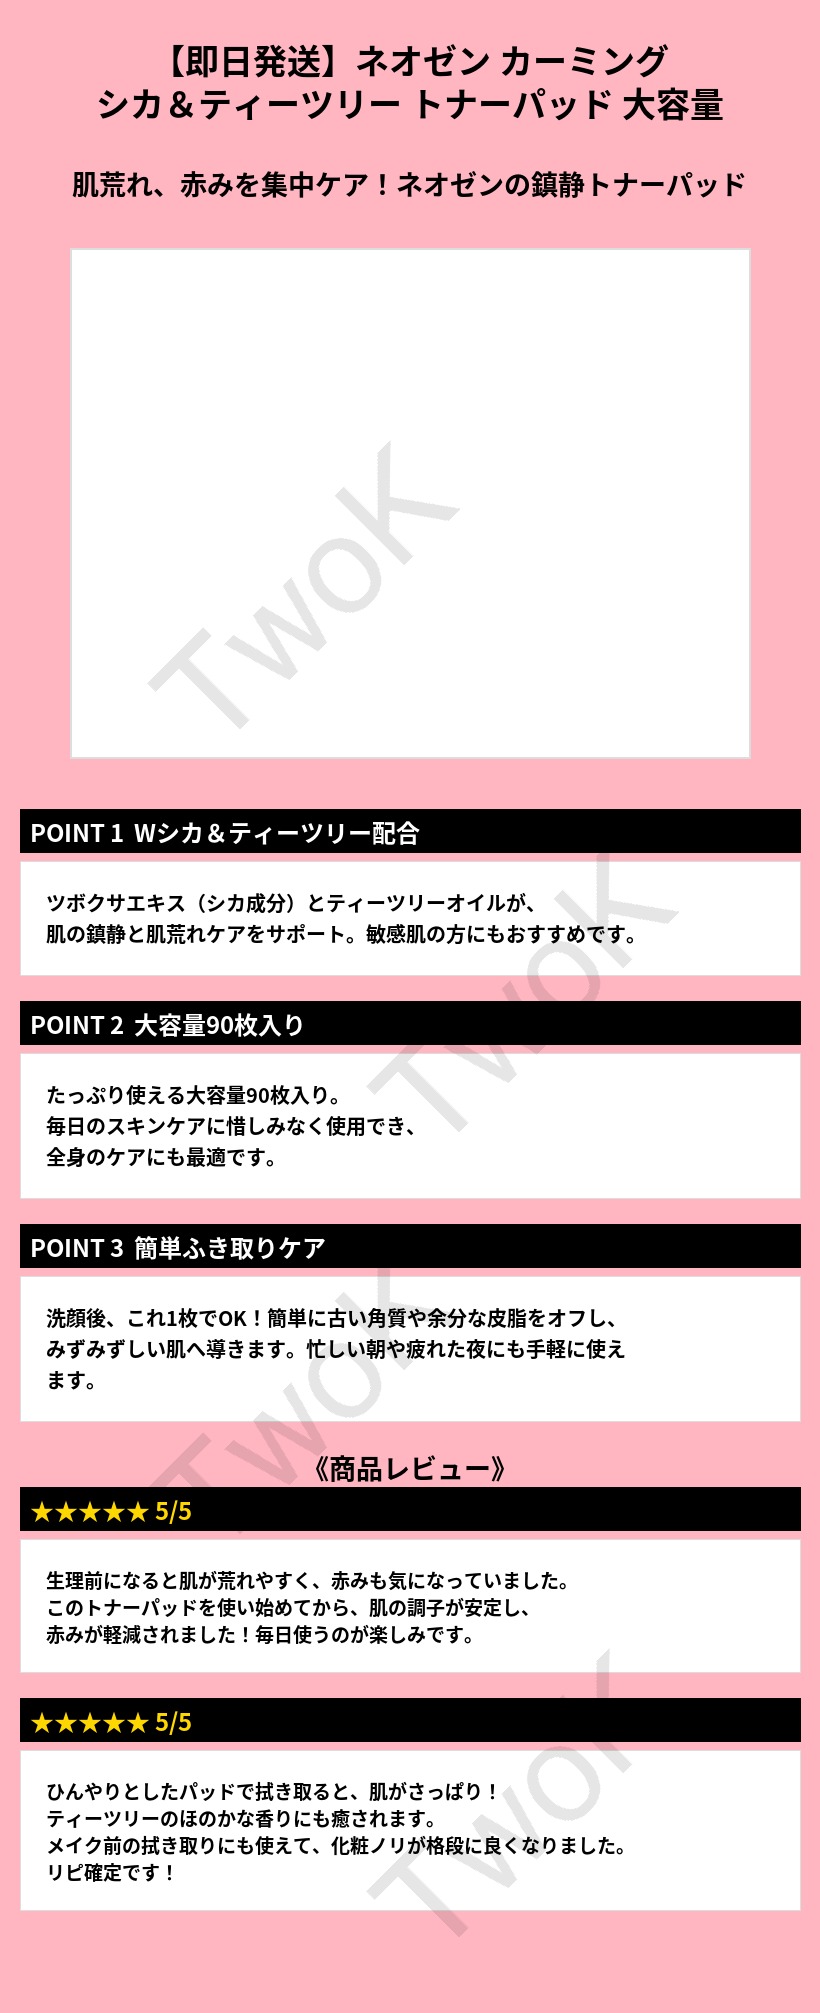 【即日発送】ネオゼン カーミング
シカ＆ティーツリー トナーパッド 大容量
肌荒れ、赤みを集中ケア！ネオゼンの鎮静トナーパッド
TwoK
POINT 1 Wシカ＆ティーツリー配合
ツボクサエキス（シカ成分）とティーツリーオイルが、
肌の鎮静と肌荒れケアをサポート。敏感肌の方にもおすすめです。
TwoK
POINT 2 大容量90枚入り
たっぷり使える大容量90枚入り。
毎日のスキンケアに惜しみなく使用でき、
全身のケアにも最適です。
POINT 3 簡単ふき取りケア
洗顔後、これ1枚でOK！簡単に古い角質や余分な皮脂をオフし、
みずみずしい肌へ導きます。忙しい朝や疲れた夜にも手軽に使え
ます。
TwoK
《商品レビュー》
★★★★★ 5/5
生理前になると肌が荒れやすく、赤みも気になっていました。
このトナーパッドを使い始めてから、肌の調子が安定し、
赤みが軽減されました！毎日使うのが楽しみです。
★★★★★ 5/5
ひんやりとしたパッドで拭き取ると、肌がさっぱり！
ティーツリーのほのかな香りにも癒されます。
メイク前の拭き取りにも使えて、化粧ノリが格段に良くなりました。
リピ確定です！
TwoK